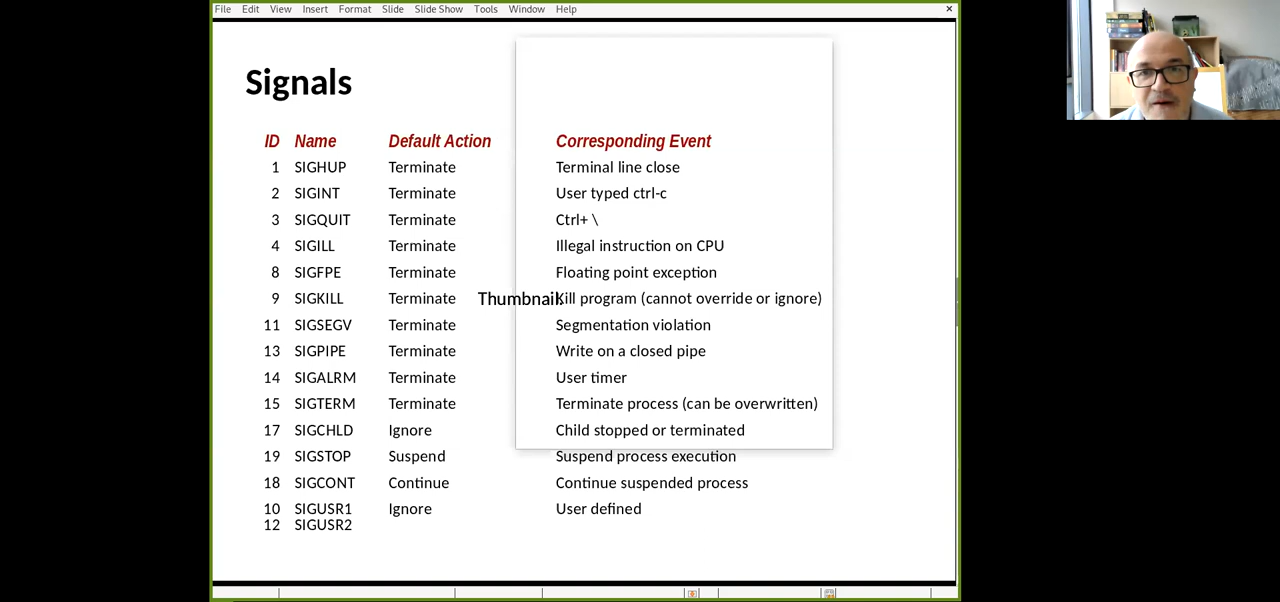 File Edit View Insert Format Slide Slide Show Tools Window Help ×
Signals
ID Name Default Action Corresponding Event
1 SIGHUP Terminate Terminal line close
2 SIGINT Terminate User typed ctrl-c
3 SIGQUIT Terminate Ctrl+ \
4 SIGILL Terminate Illegal instruction on CPU
8 SIGFPE Terminate Floating point exception
9 SIGKILL Terminate Thumbnail. Kill program (cannot override or ignore)
11 SIGSEGV Terminate Segmentation violation
13 SIGPIPE Terminate Write on a closed pipe
14 SIGALRM Terminate User timer
15 SIGTERM Terminate Terminate process (can be overwritten)
17 SIGCHLD Ignore Child stopped or terminated
19 SIGSTOP Suspend Suspend process execution
18 SIGCONT Continue Continue suspended process
10 SIGUSR1 Ignore User defined
12 SIGUSR2